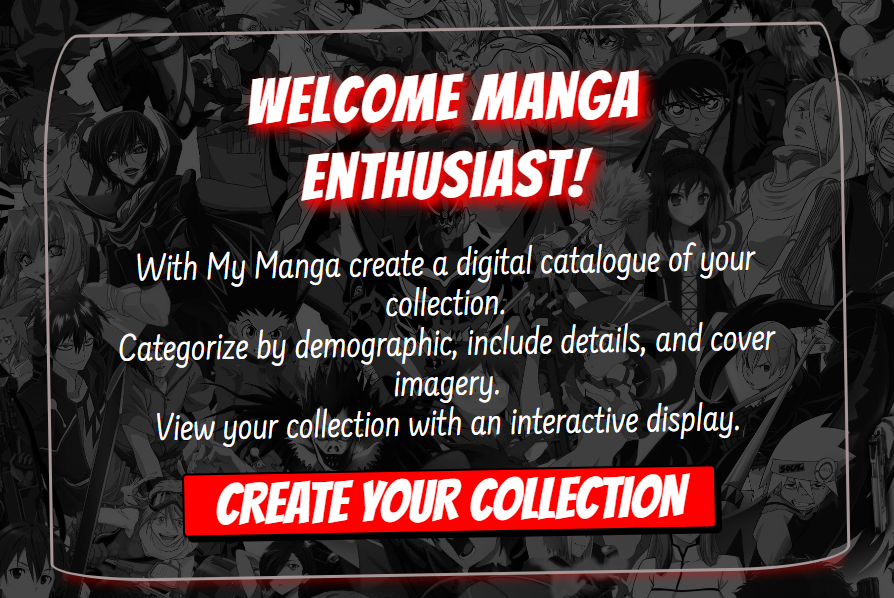 WELCOME MANGA
ENTHUSIAST!
With My Manga create a digital catalogue of your
collection.
Categorize by demographic, include details, and cover
imagery.
View your collection with an interactive display.
CREATE YOUR COLLECTION
SOUL